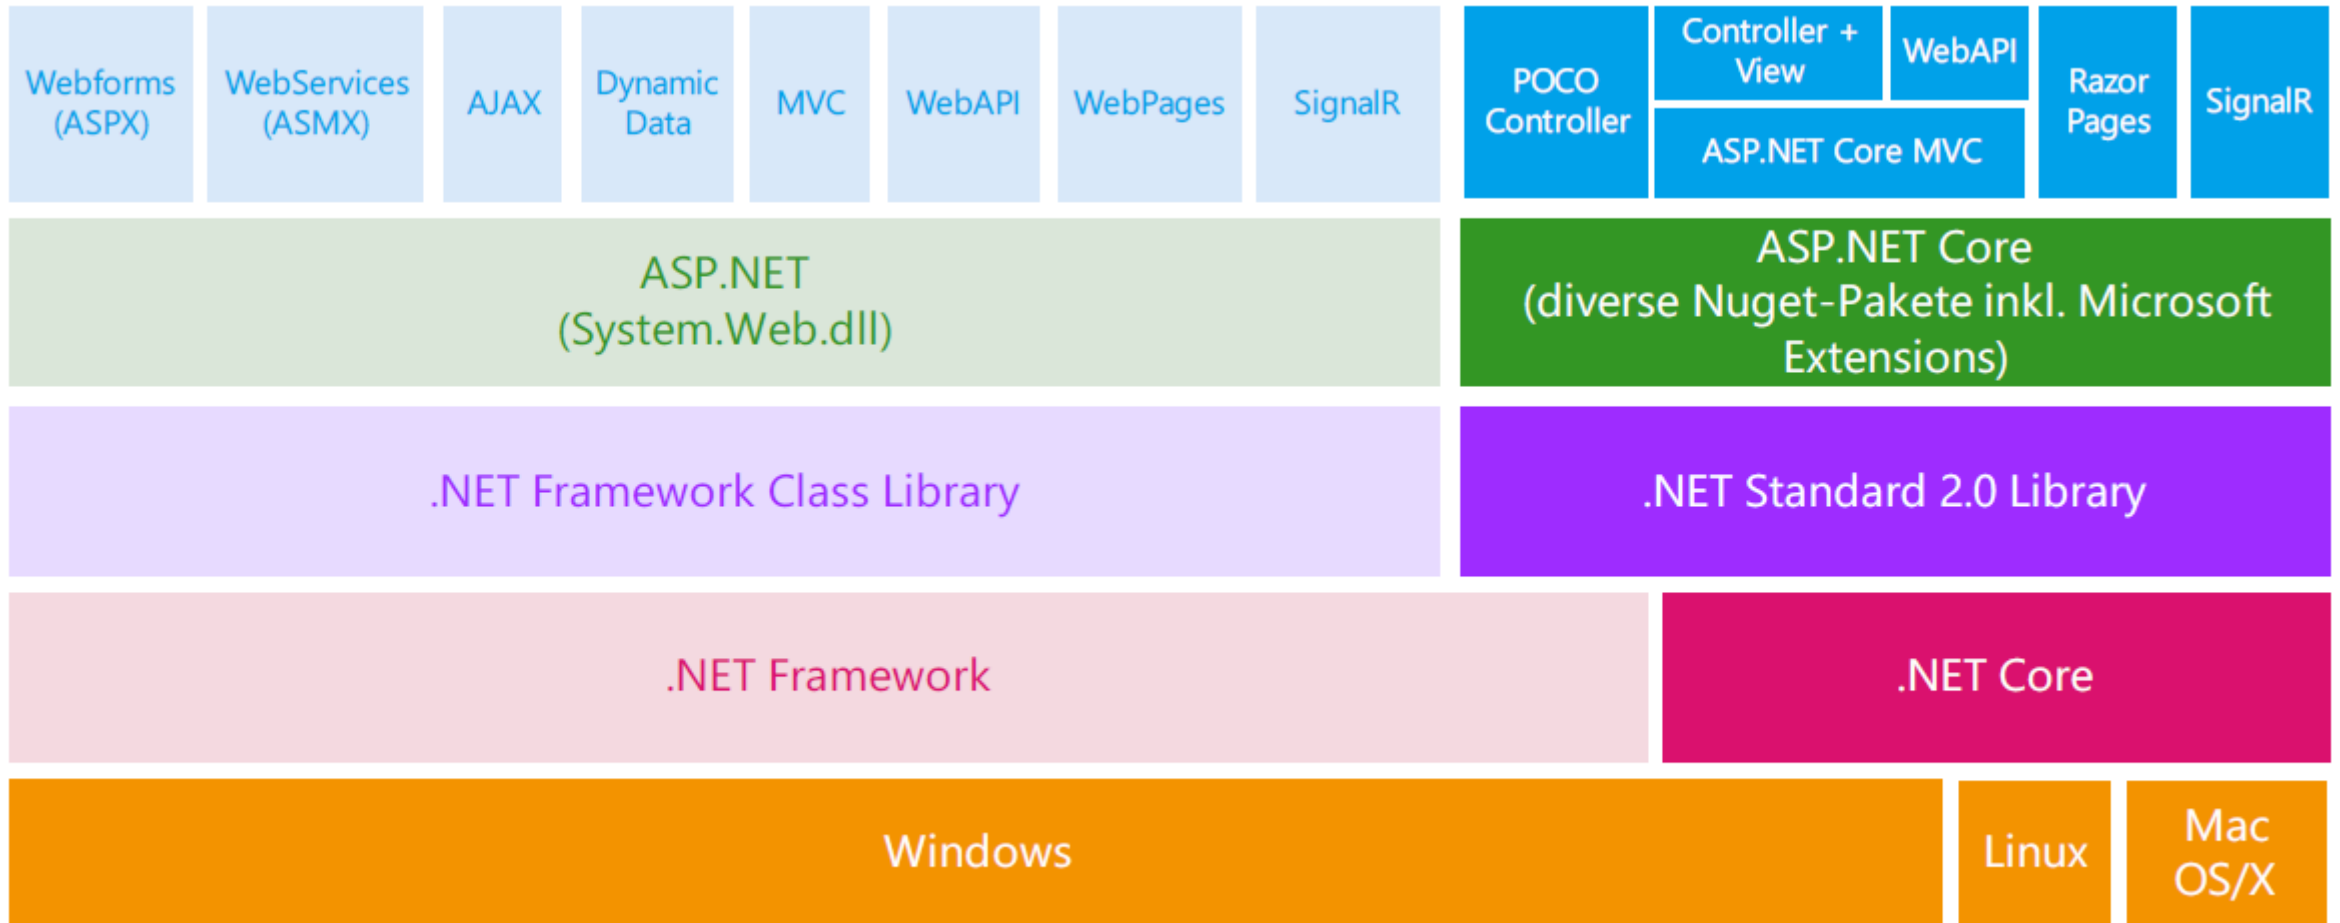 Webforms
(ASPX)
WebServices
(ASMX)
AJAX
Dynamic
Data
MVC
WebAPI
WebPages
SignalR
POCO
Controller
Controller +
View
WebAPI
ASP.NET Core MVC
Razor
Pages
SignalR
ASP.NET
(System.Web.dll)
ASP.NET Core
(diverse Nuget-Pakete inkl. Microsoft
Extensions)
.NET Framework Class Library
.NET Standard 2.0 Library
.NET Framework
.NET Core
Windows
Linux
Mac
OS/X